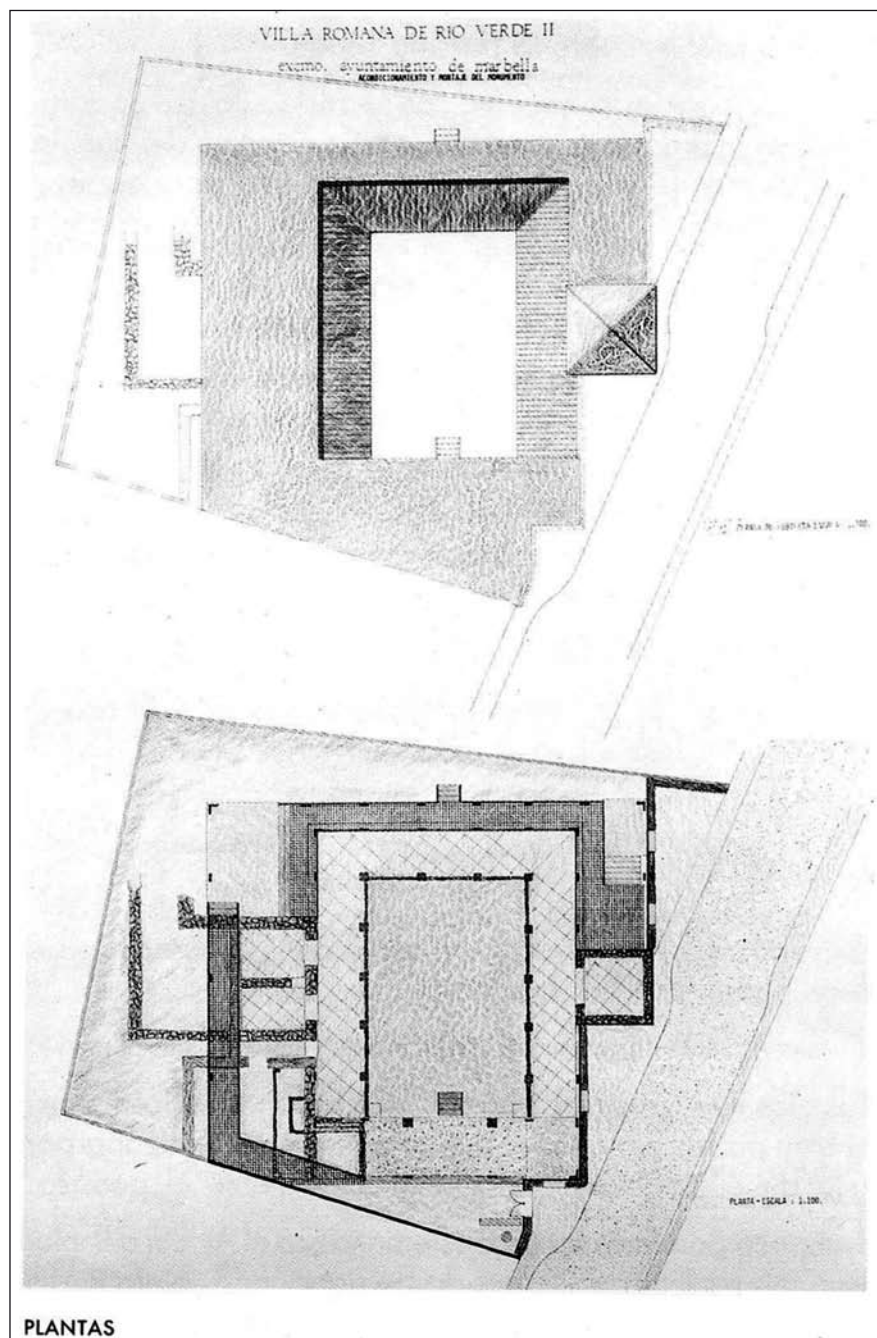 VILLA ROMANA DE RIO VERDE II
excmo. ayuntamiento de marbella
ACONDICIONAMIENTO Y MONTAJE DEL MONUMENTO
PLANTA-ESCALA : 1.100.
PLANTAS